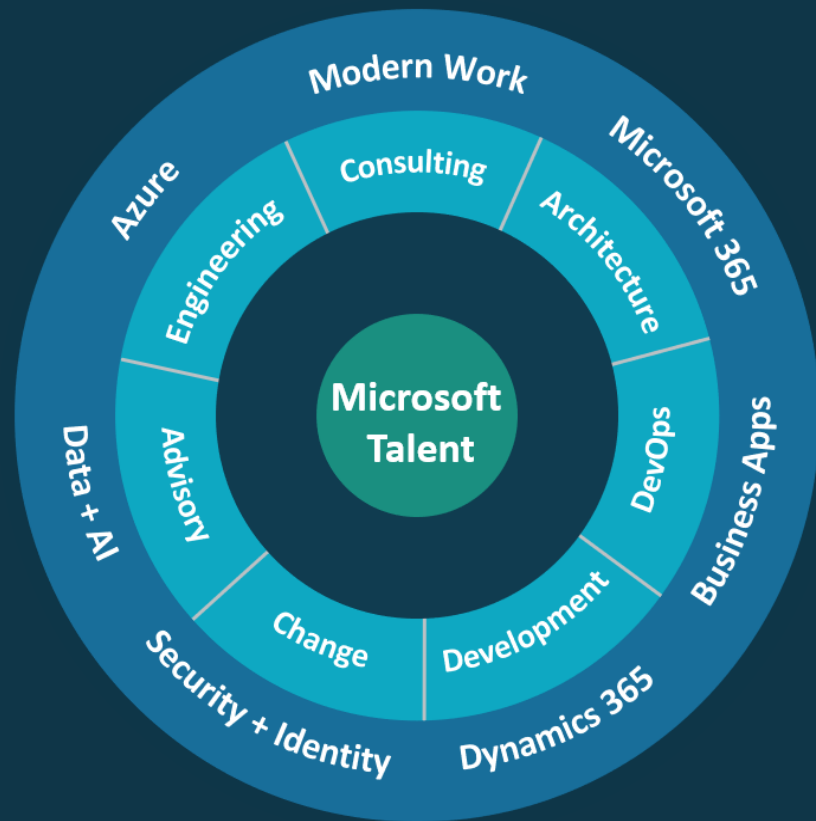 Modern Work
Microsoft 365
Business Apps
Dynamics 365
Security + Identity
Data + AI
Azure
Consulting
Architecture
DevOps
Development
Change
Advisory
Engineering
Microsoft
Talent